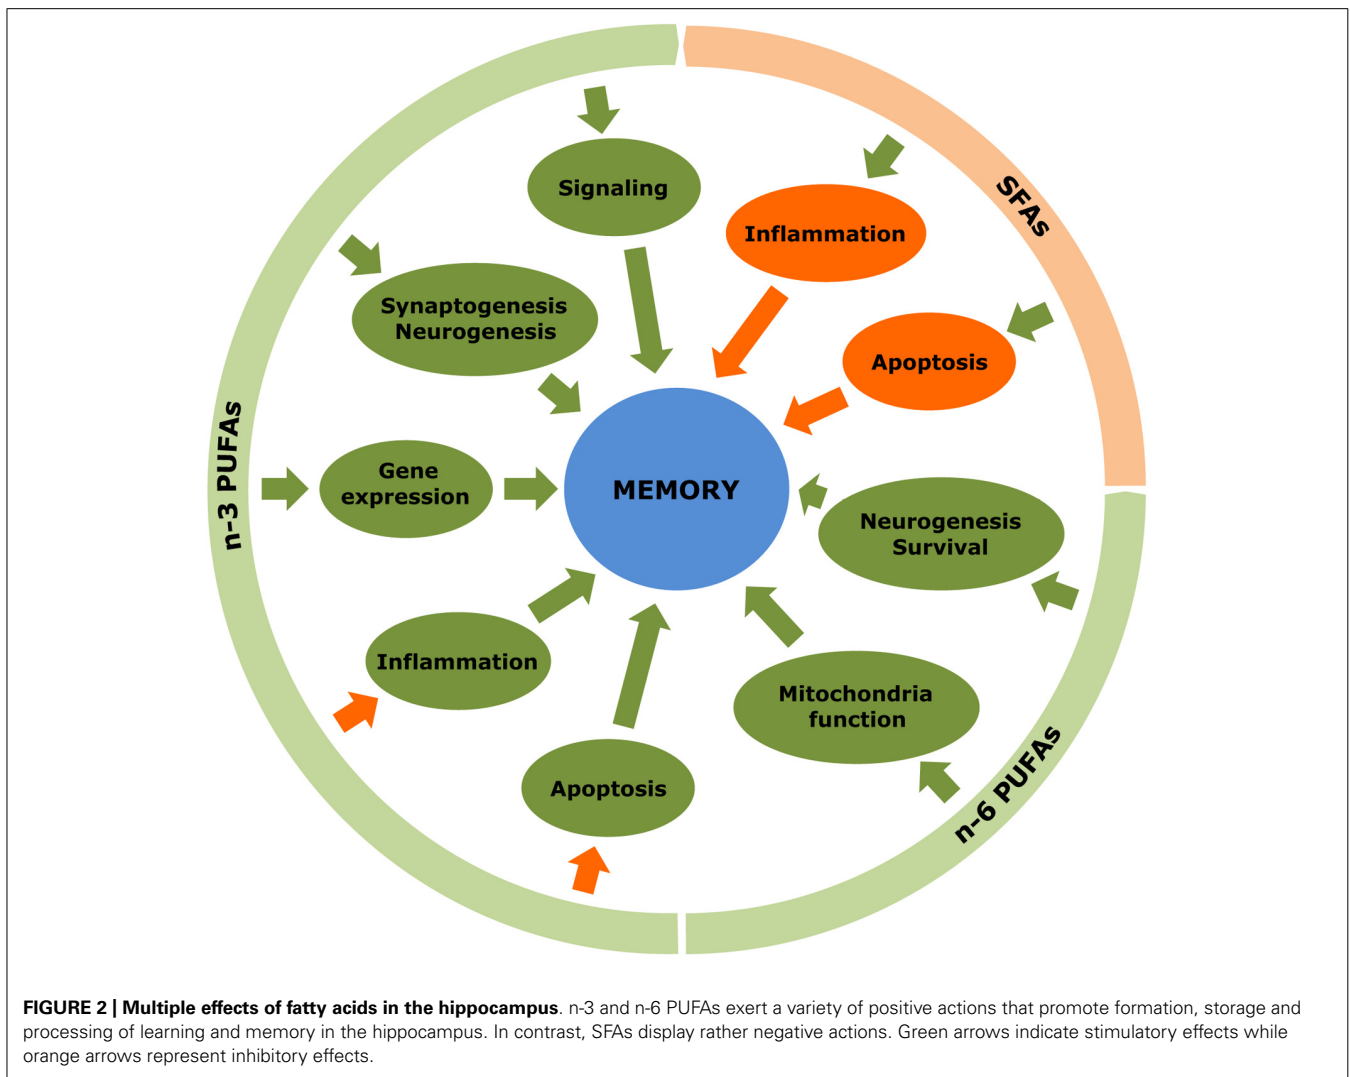 SFAs
Signaling
Inflammation
Synaptogenesis
Neurogenesis
Apoptosis
n-3 PUFAs
Gene
expression
MEMORY
Neurogenesis
Survival
Inflammation
Mitochondria
function
Apoptosis
n-6 PUFAs
FIGURE 2 | Multiple effects of fatty acids in the hippocampus. n-3 and n-6 PUFAs exert a variety of positive actions that promote formation, storage and
processing of learning and memory in the hippocampus. In contrast, SFAs display rather negative actions. Green arrows indicate stimulatory effects while
orange arrows represent inhibitory effects.